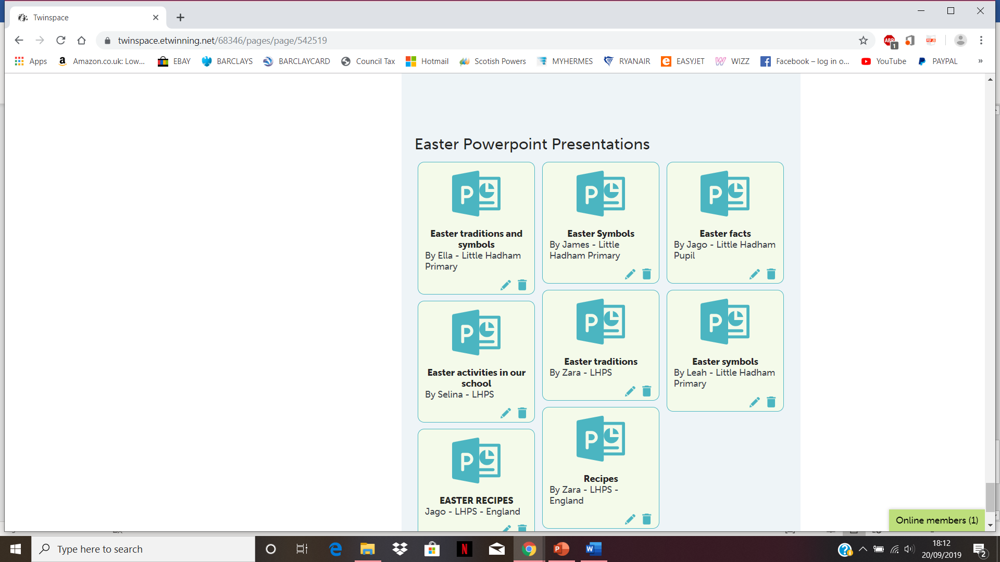 Twinspace
twinspace.etwinning.net/68346/pages/page/542519
ABP
1
Apps
Amazon.co.uk: Low...
EBAY
BARCLAYS
BARCLAYCARD
Council Tax
Hotmail
Scotish Powers
MYHERMES
RYANAIR
EASYJET
WIZZ
Facebook – log in o...
YouTube
PAYPAL
»
Easter Powerpoint Presentations
Easter traditions and
symbols
By Ella - Little Hadham
Primary
Easter Symbols
By James - Little
Hadham Primary
Easter facts
By Jago - Little Hadham
Pupil
Easter activities in our
school
By Selina - LHPS
Easter traditions
By Zara - LHPS
Easter symbols
By Leah - Little Hadham
Primary
EASTER RECIPES
Jago - LHPS - England
Recipes
By Zara - LHPS -
England
Online members (1)
Type here to search
18:12
20/09/2019
2